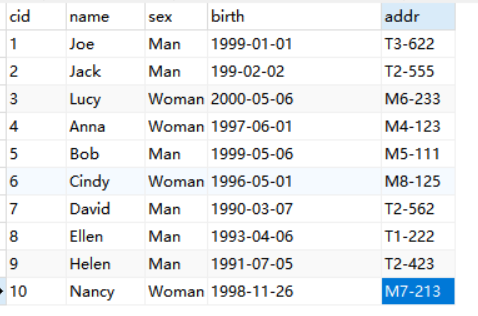 cid name sex birth addr
1 Joe Man 1999-01-01 T3-622
2 Jack Man 199-02-02 T2-555
3 Lucy Woman 2000-05-06 M6-233
4 Anna Woman 1997-06-01 M4-123
5 Bob Man 1999-05-06 M5-111
6 Cindy Woman 1996-05-01 M8-125
7 David Man 1990-03-07 T2-562
8 Ellen Man 1993-04-06 T1-222
9 Helen Man 1991-07-05 T2-423
10 Nancy Woman 1998-11-26 M7-213